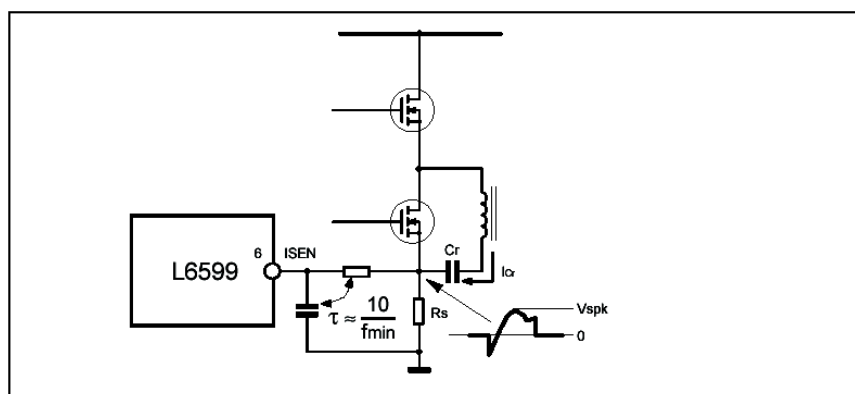 Cr
6 ISEN
L6599
ICr
Vspk
τ ≈ 10
fmin
Rs
0